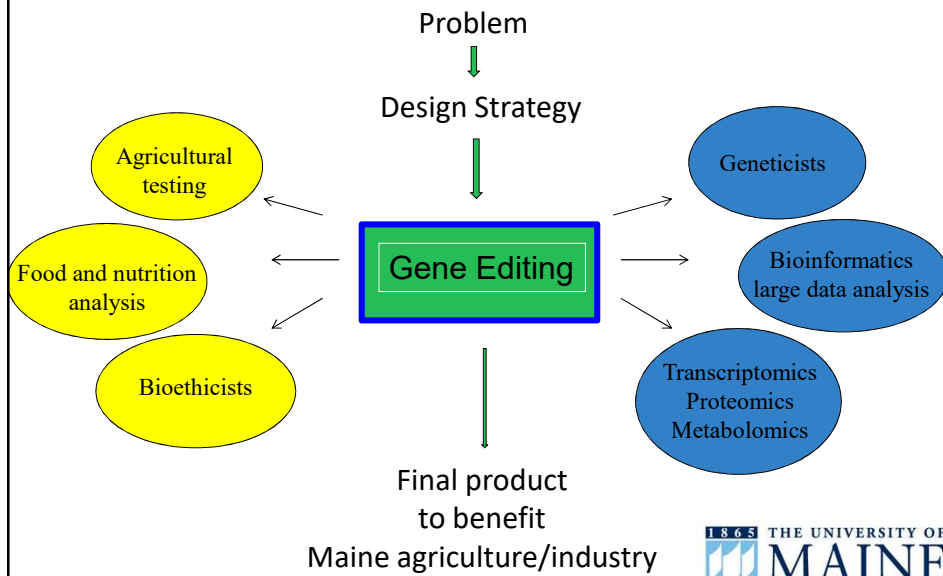 Problem
Design Strategy
Agricultural
testing
Food and nutrition
analysis
Bioethicists
Gene Editing
Geneticists
Bioinformatics
large data analysis
Transcriptomics
Proteomics
Metabolomics
Final product
to benefit
Maine agriculture/industry
1865 THE UNIVERSITY OF
MAINE